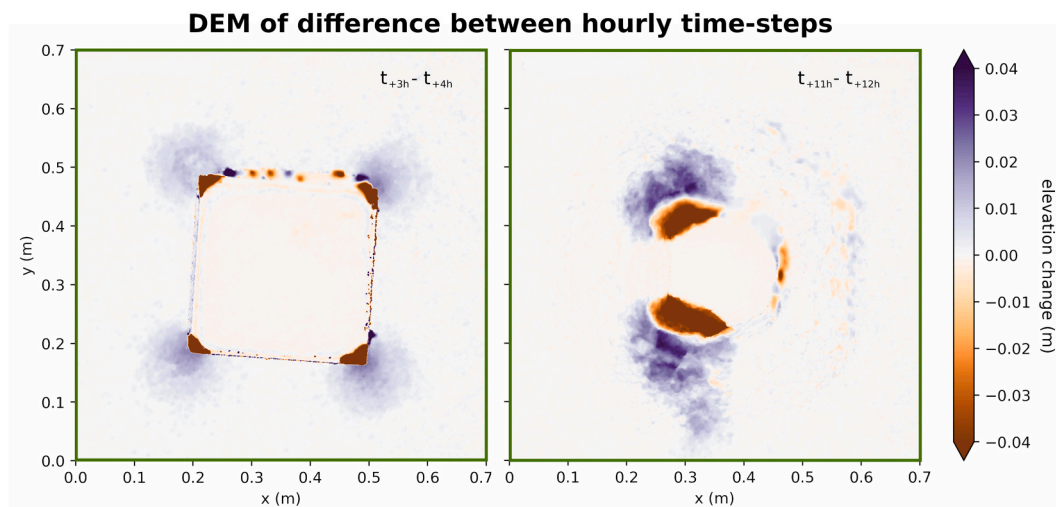 DEM of difference between hourly time-steps
t+3h - t+4h
t+11h - t+12h
0.7
0.6
0.5
0.4
0.3
0.2
0.1
0.0
y (m)
0.0 0.1 0.2 0.3 0.4 0.5 0.6 0.7
x (m)
0 0.1 0.2 0.3 0.4 0.5 0.6 0.7
x (m)
0.04
0.03
0.02
0.01
0.00
−0.01
−0.02
−0.03
−0.04
elevation change (m)